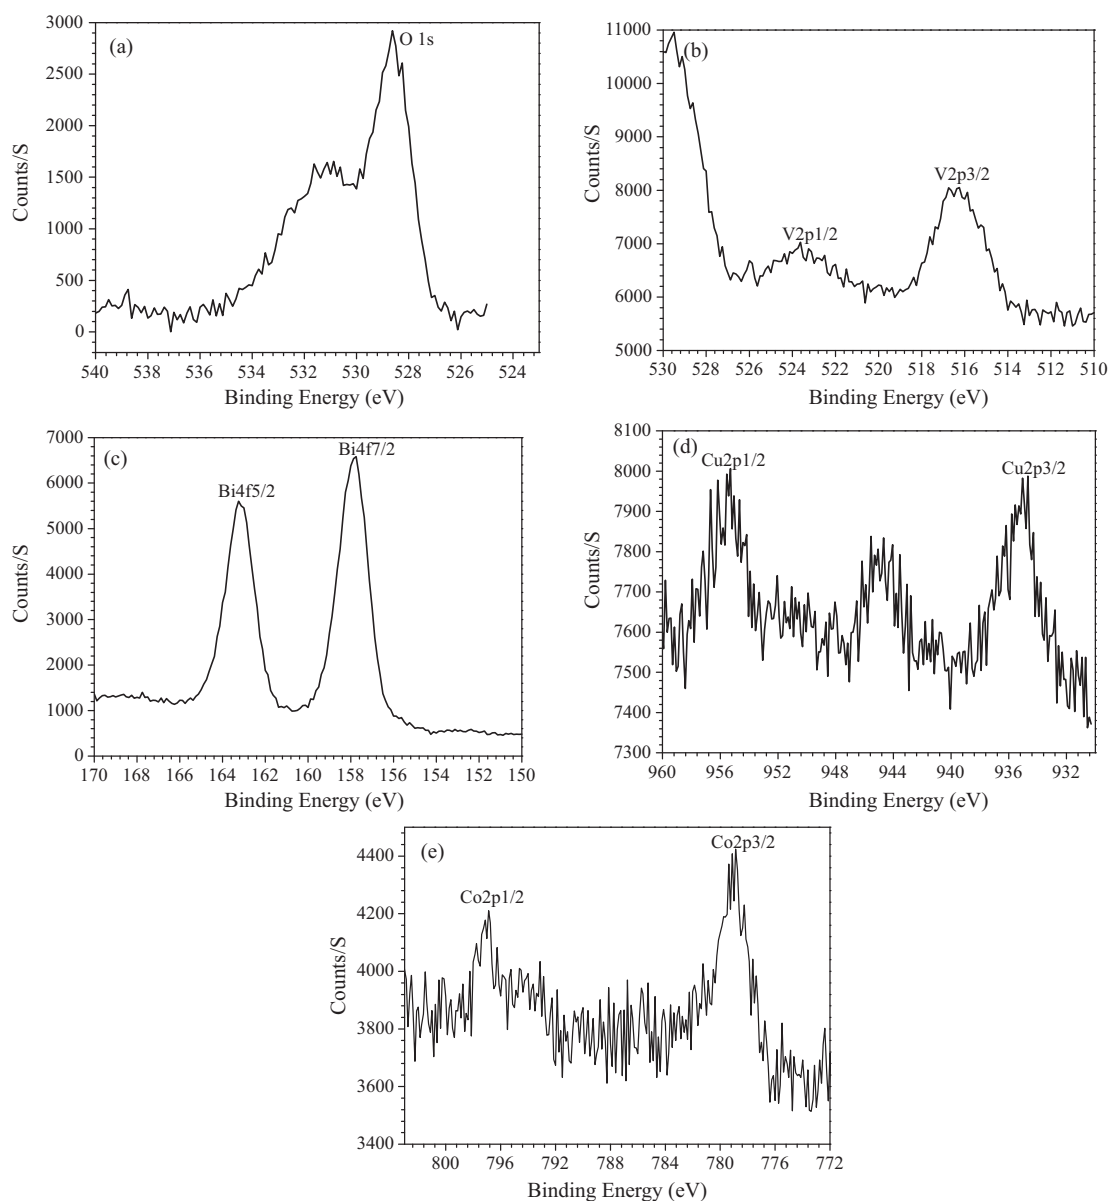 (a)
O 1s
3000
2500
2000
1500
1000
500
0
Counts/S
540 538 536 534 532 530 528 526 524
Binding Energy (eV)
(b)
V2p1/2
V2p3/2
11000
10000
9000
8000
7000
6000
5000
Counts/S
530 528 526 524 522 520 518 516 514 512 510
Binding Energy (eV)
(c)
Bi4f5/2
Bi4f7/2
7000
6000
5000
4000
3000
2000
1000
0
Counts/S
170 168 166 164 162 160 158 156 154 152 150
Binding Energy (eV)
(d)
Cu2p1/2
Cu2p3/2
8100
8000
7900
7800
7700
7600
7500
7400
7300
Counts/S
960 956 952 948 944 940 936 932
Binding Energy (eV)
(e)
Co2p1/2
Co2p3/2
4400
4200
4000
3800
3600
3400
Counts/S
800 796 792 788 784 780 776 772
Binding Energy (eV)